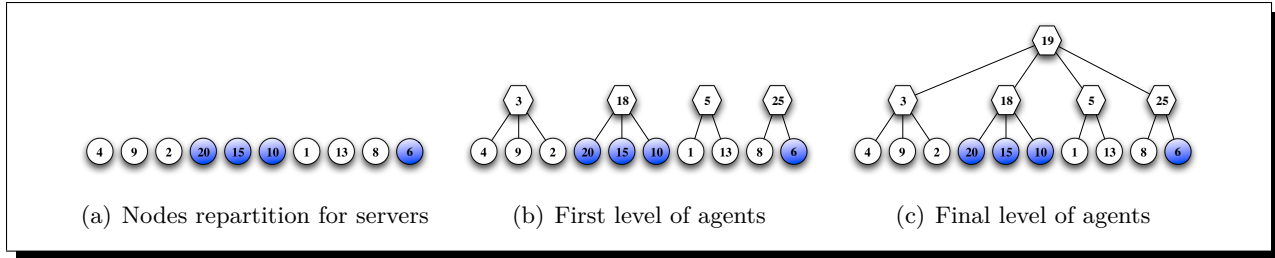 19
3 18 5 25 3 18 5 25
4 9 2 20 15 10 1 13 8 6 4 9 2 20 15 10 1 13 8 6 4 9 2 20 15 10 1 13 8 6
(a) Nodes repartition for servers (b) First level of agents (c) Final level of agents